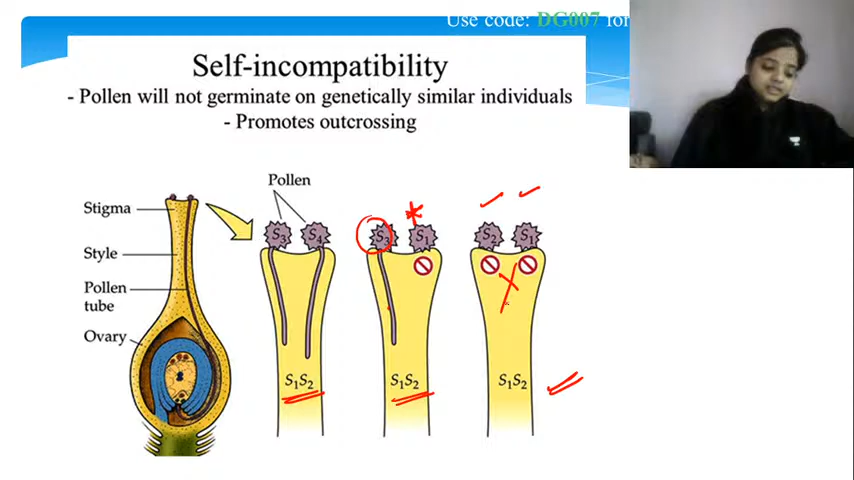 Use code: DG007 for
Self-incompatibility
- Pollen will not germinate on genetically similar individuals
- Promotes outcrossing
Pollen
Stigma
Style
Pollen
tube
Ovary
S3 S4 S3 S1 S2 S1
S1S2 S1S2 S1S2